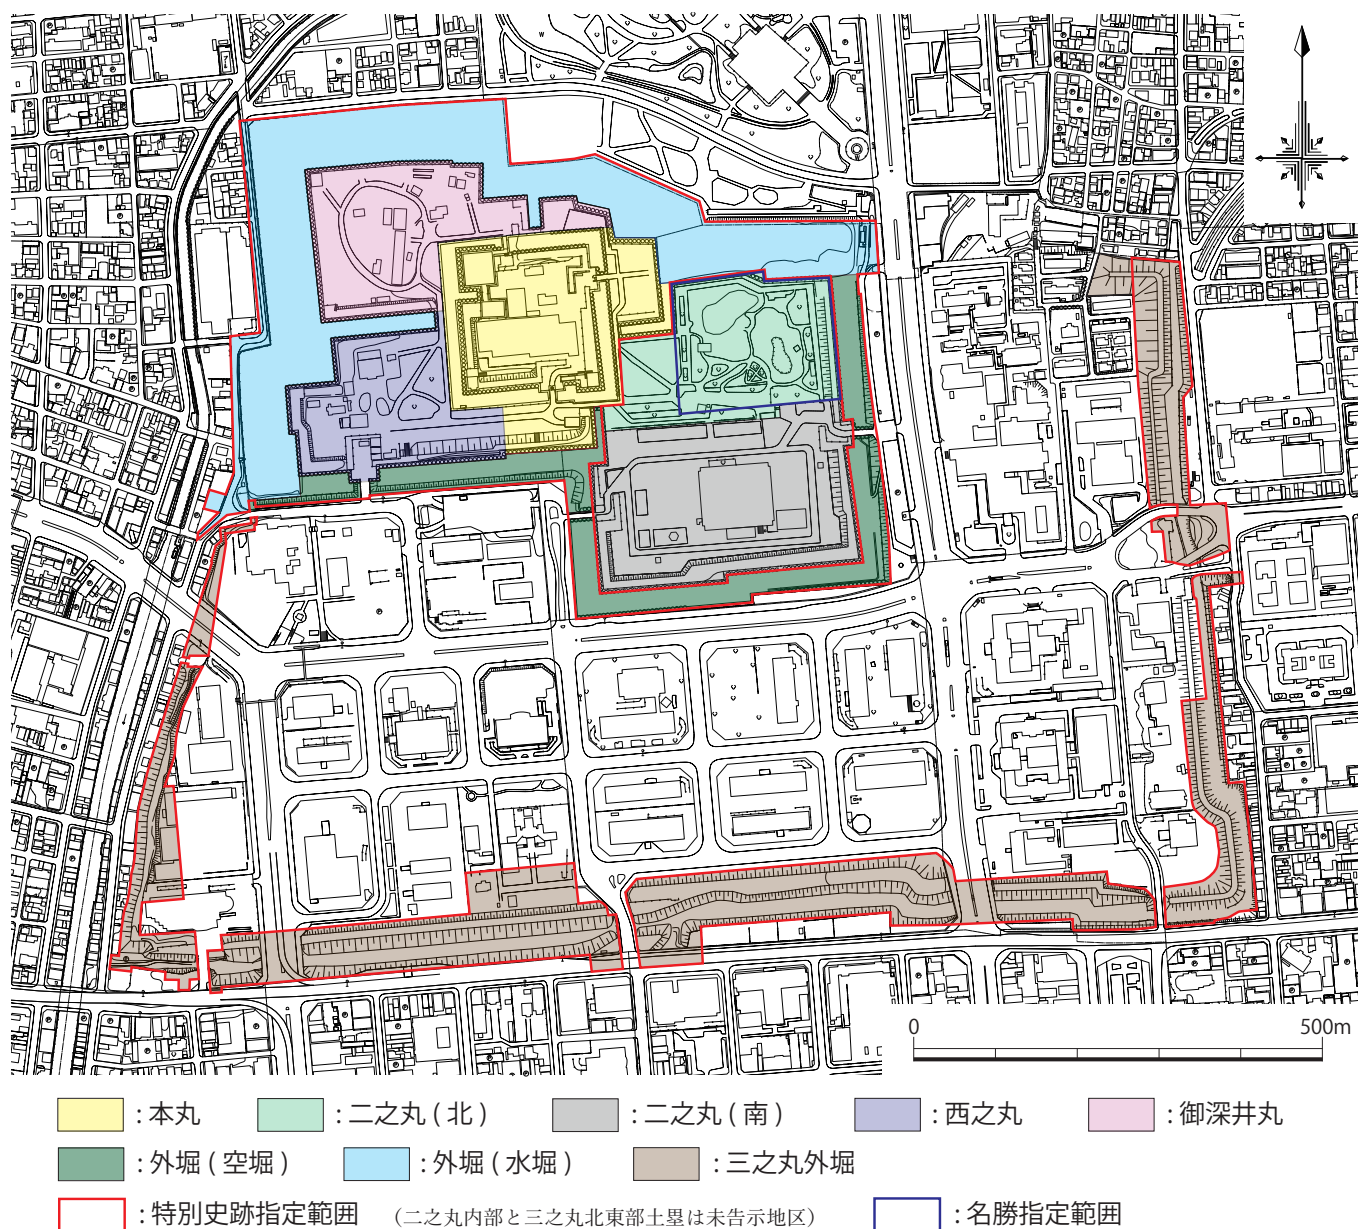 0 500m
:本丸 :二之丸(北) :二之丸(南) :西之丸 :御深井丸
:外堀(空堀) :外堀(水堀) :三之丸外堀
:特別史跡指定範囲 (二之丸内部と三之丸北東部土塁は未告示地区) :名勝指定範囲